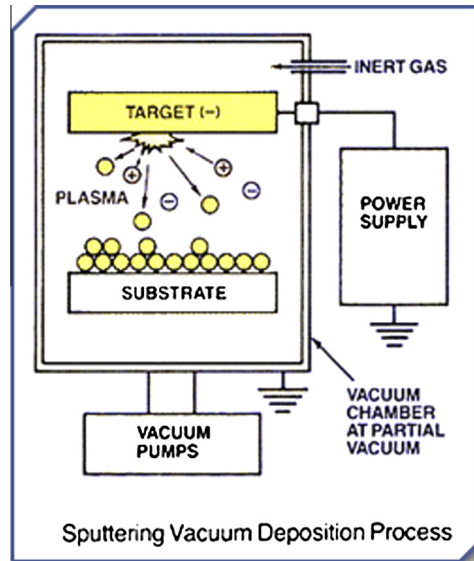 INERT GAS
TARGET (-)
+
+
-
-
PLASMA
POWER
SUPPLY
SUBSTRATE
VACUUM
CHAMBER
AT PARTIAL
VACUUM
VACUUM
PUMPS
Sputtering Vacuum Deposition Process